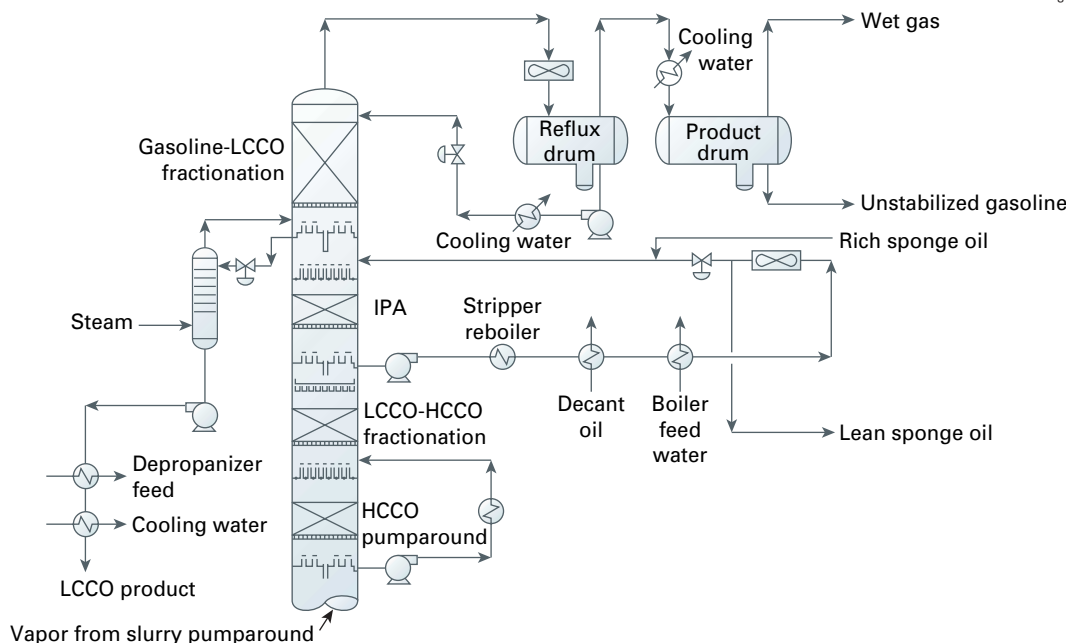 Wet gas
Cooling
water
Reflux
drum
Product
drum
Gasoline-LCCO
fractionation
Unstabilized gasoline
Cooling water
Rich sponge oil
IPA
Stripper
reboiler
Steam
Decant
oil
Boiler
feed
water
LCCO-HCCO
fractionation
Lean sponge oil
Depropanizer
feed
HCCO
pumparound
Cooling water
LCCO product
Vapor from slurry pumparound